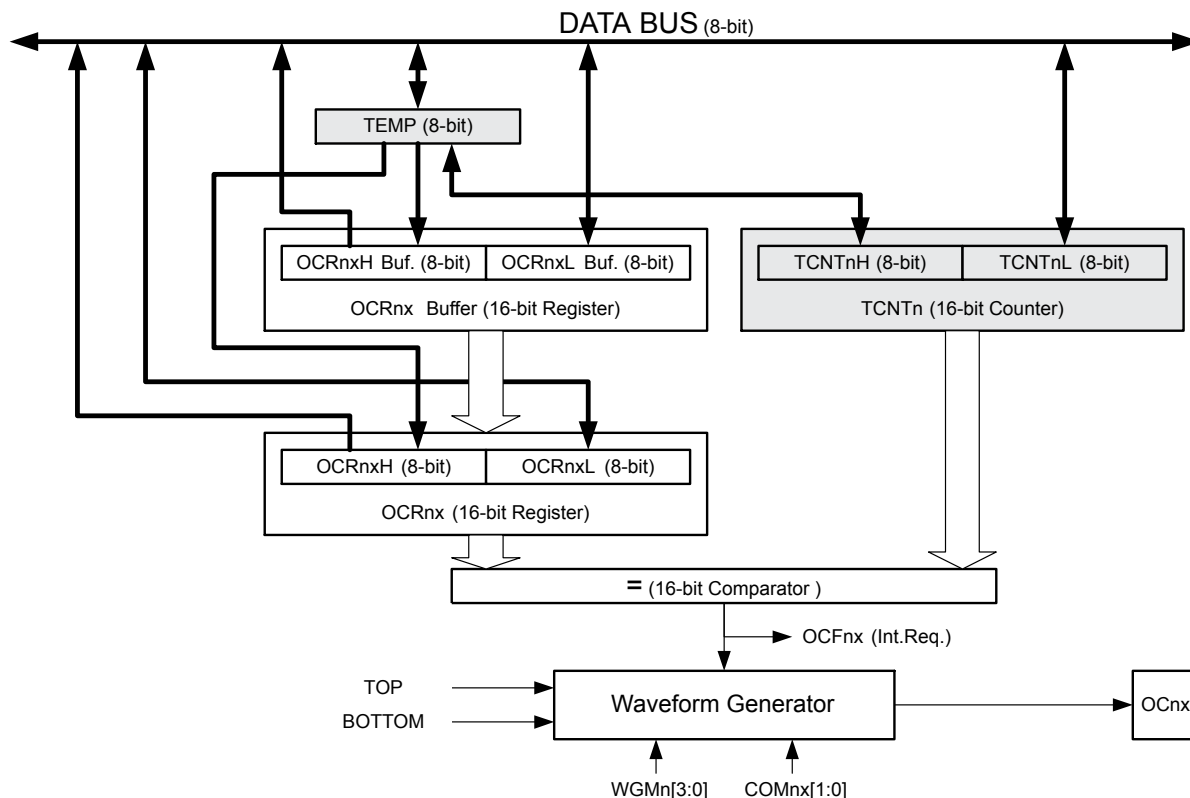 DATA BUS (8-bit)
TEMP (8-bit)
OCRnxH Buf. (8-bit)
OCRnxL Buf. (8-bit)
TCNTnH (8-bit)
TCNTnL (8-bit)
OCRnx Buffer (16-bit Register)
TCNTn (16-bit Counter)
OCRnxH (8-bit)
OCRnxL (8-bit)
OCRnx (16-bit Register)
= (16-bit Comparator )
OCFnx (Int.Req.)
TOP
BOTTOM
Waveform Generator
OCnx
WGMn[3:0]
COMnx[1:0]